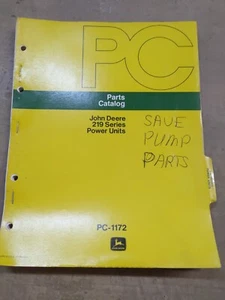 PC
Parts
Catalog
John Deere
219 Series
Power Units
SAVE
PUMP
PARTS
PC-1172